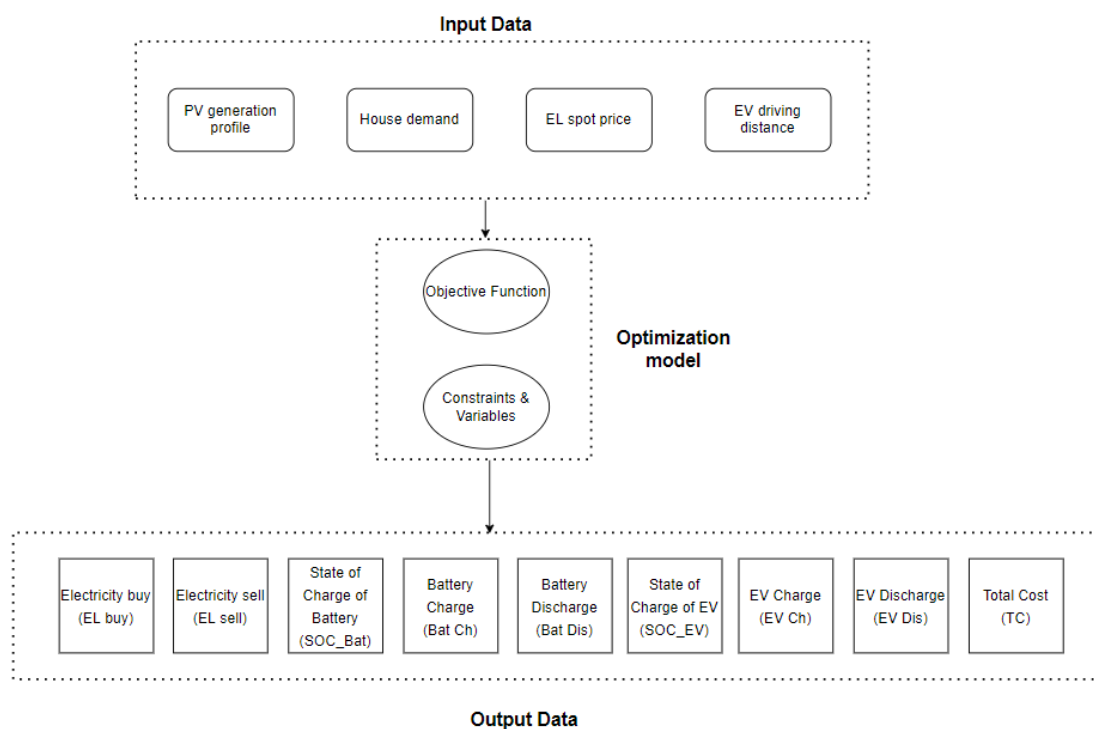 Input Data
PV generation
profile
House demand
EL spot price
EV driving
distance
Objective Function
Constraints &
Variables
Optimization
model
Electricity buy
(EL buy)
Electricity sell
(EL sell)
State of
Charge of
Battery
(SOC_Bat)
Battery
Charge
(Bat Ch)
Battery
Discharge
(Bat Dis)
State of
Charge of EV
(SOC_EV)
EV Charge
(EV Ch)
EV Discharge
(EV Dis)
Total Cost
(TC)
Output Data